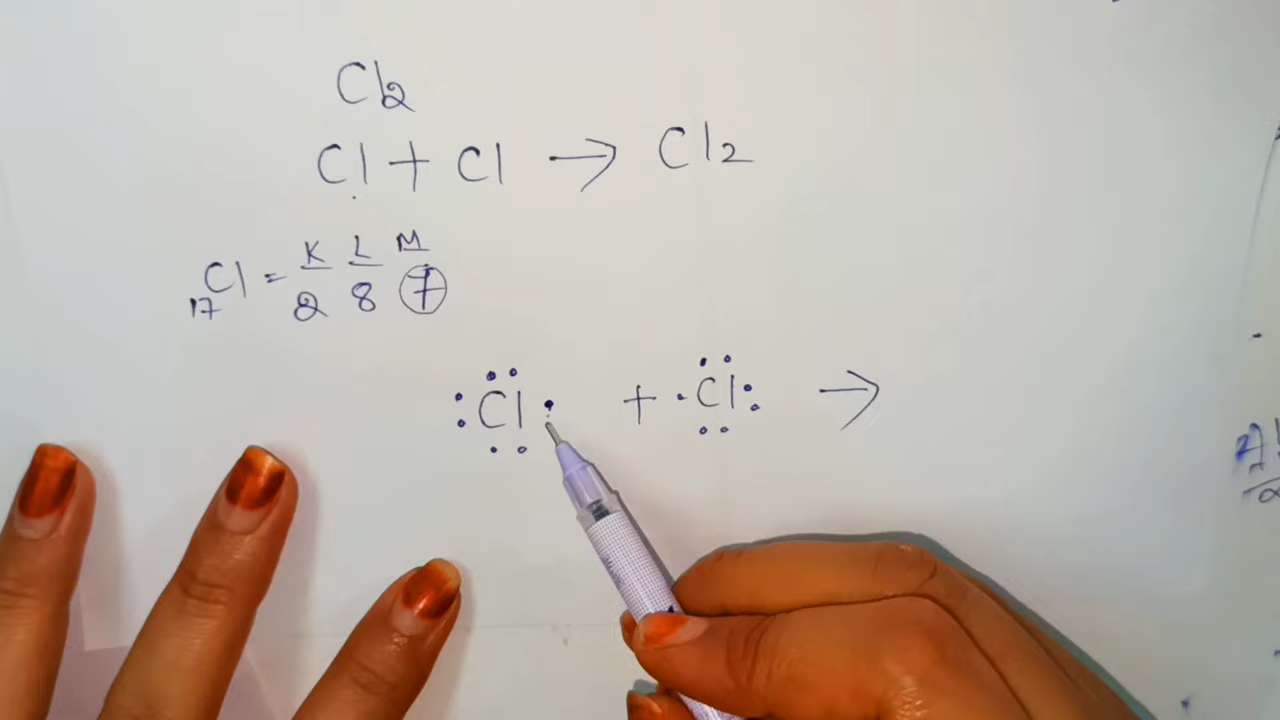 Cl2
Cl + Cl → Cl2
K L M
17Cl = 2 8 7
Cl + Cl →